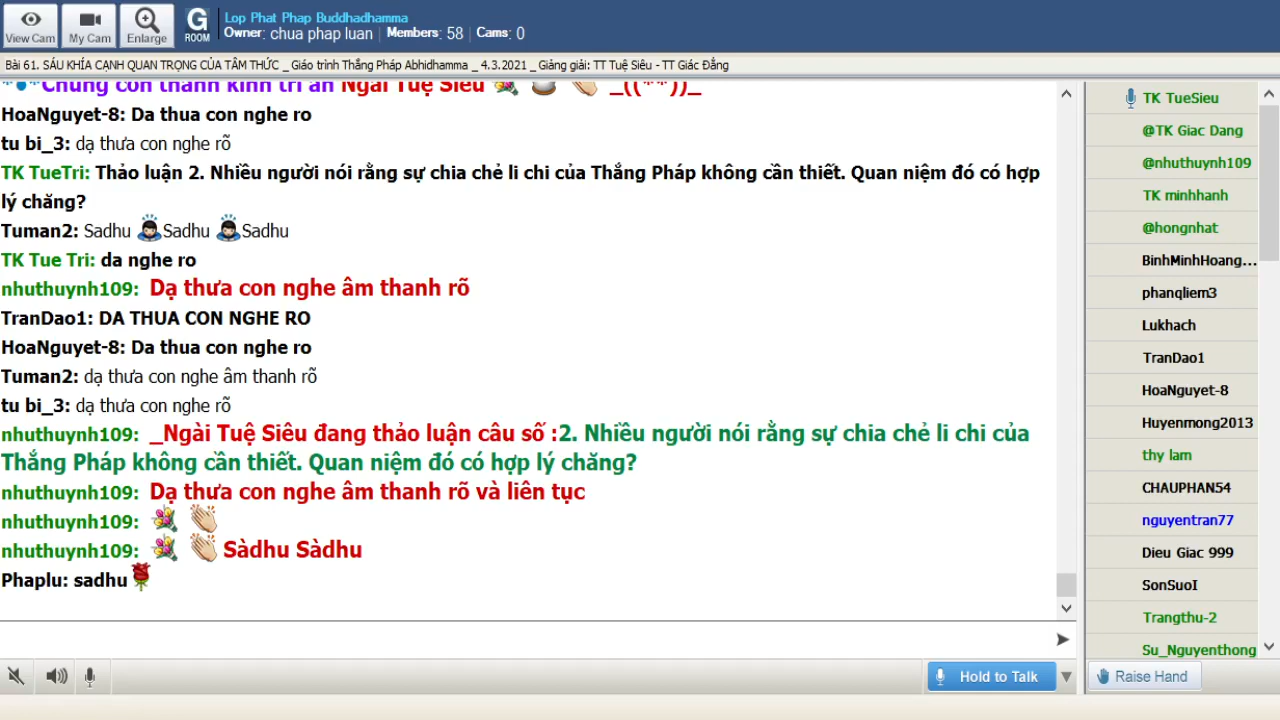 View Cam
My Cam
Enlarge
G
ROOM
Lop Phat Phap Buddhadhamma
Owner: chua phap luan | Members: 58 | Cams: 0
Bài 61. SÁU KHÍA CẠNH QUAN TRỌNG CỦA TÂM THỨC _ Giáo trình Thắng Pháp Abhidhamma _ 4.3.2021 _ Giảng giải: TT Tuệ Siêu - TT Giác Đẳng
Chúng con thành kính tri ân Ngài Tuệ Siêu _((**))_
HoaNguyet-8: Da thua con nghe ro
tu bi_3: dạ thưa con nghe rõ
TK TueTri: Thảo luận 2. Nhiều người nói rằng sự chia chẻ li chi của Thắng Pháp không cần thiết. Quan niệm đó có hợp
lý chăng?
Tuman2: Sadhu Sadhu Sadhu
TK Tue Tri: da nghe ro
nhuthuynh109: Dạ thưa con nghe âm thanh rõ
TranDao1: DA THUA CON NGHE RO
HoaNguyet-8: Da thua con nghe ro
Tuman2: dạ thưa con nghe âm thanh rõ
tu bi_3: dạ thưa con nghe rõ
nhuthuynh109: _Ngài Tuệ Siêu đang thảo luận câu số :2. Nhiều người nói rằng sự chia chẻ li chi của
Thắng Pháp không cần thiết. Quan niệm đó có hợp lý chăng?
nhuthuynh109: Dạ thưa con nghe âm thanh rõ và liên tục
nhuthuynh109:
nhuthuynh109: Sàdhu Sàdhu
Phaplu: sadhu
TK TueSieu
@TK Giac Dang
@nhuthuynh109
TK minhhanh
@hongnhat
BinhMinhHoang...
phanqliem3
Lukhach
TranDao1
HoaNguyet-8
Huyenmong2013
thy lam
CHAUPHAN54
nguyentran77
Dieu Giac 999
SonSuoI
Trangthu-2
Su_Nguyenthong
Hold to Talk
Raise Hand